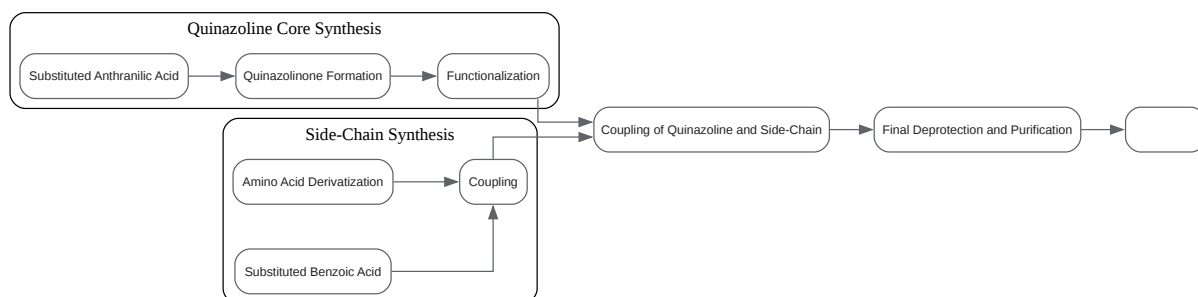 Quinazoline Core Synthesis
Substituted Anthranilic Acid
Quinazolinone Formation
Functionalization
Side-Chain Synthesis
Amino Acid Derivatization
Coupling
Substituted Benzoic Acid
Coupling of Quinazoline and Side-Chain
Final Deprotection and Purification